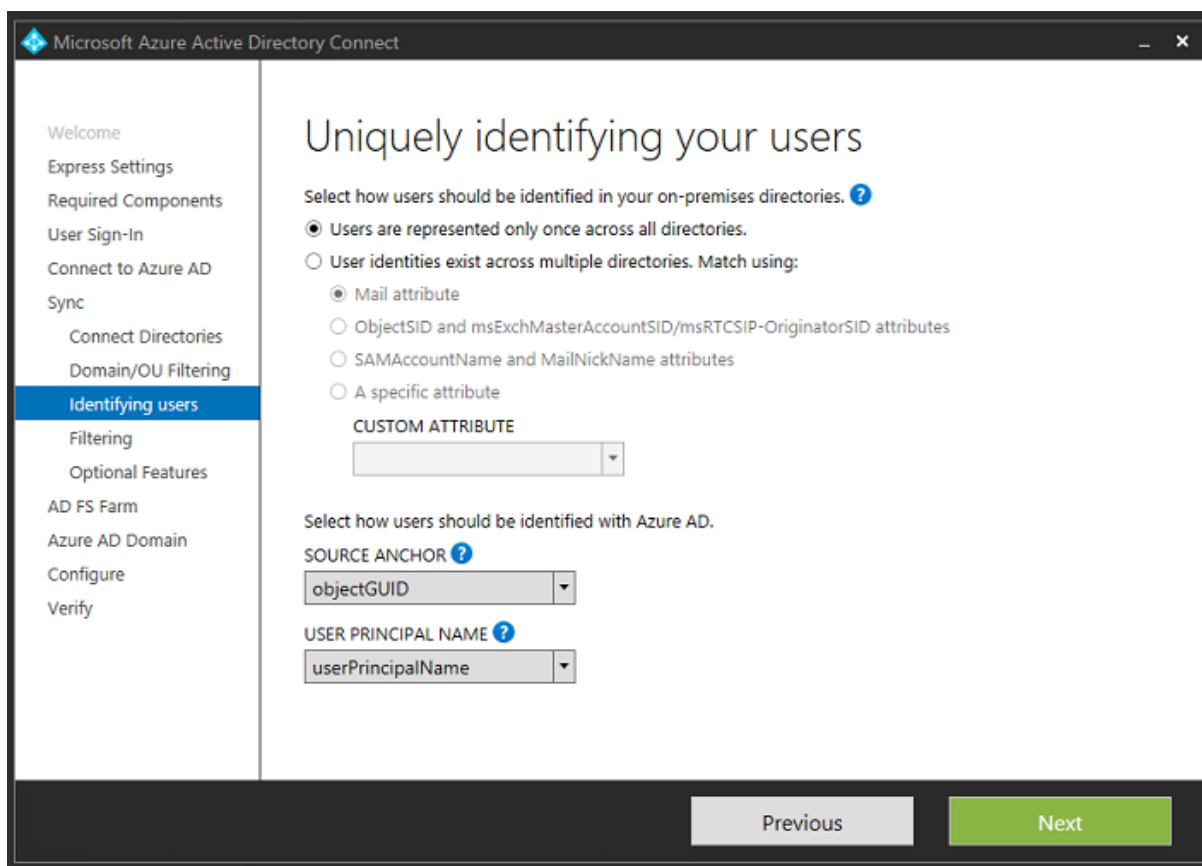 Microsoft Azure Active Directory Connect
Welcome
Express Settings
Required Components
User Sign-In
Connect to Azure AD
Sync
Connect Directories
Domain/OU Filtering
Identifying users
Filtering
Optional Features
AD FS Farm
Azure AD Domain
Configure
Verify
Uniquely identifying your users
Select how users should be identified in your on-premises directories. ?
Users are represented only once across all directories.
User identities exist across multiple directories. Match using:
Mail attribute
ObjectSID and msExchMasterAccountSID/msRTCSIP-OriginatorSID attributes
SAMAccountName and MailNickName attributes
A specific attribute
CUSTOM ATTRIBUTE
Select how users should be identified with Azure AD.
SOURCE ANCHOR ?
objectGUID
USER PRINCIPAL NAME ?
userPrincipalName
Previous
Next